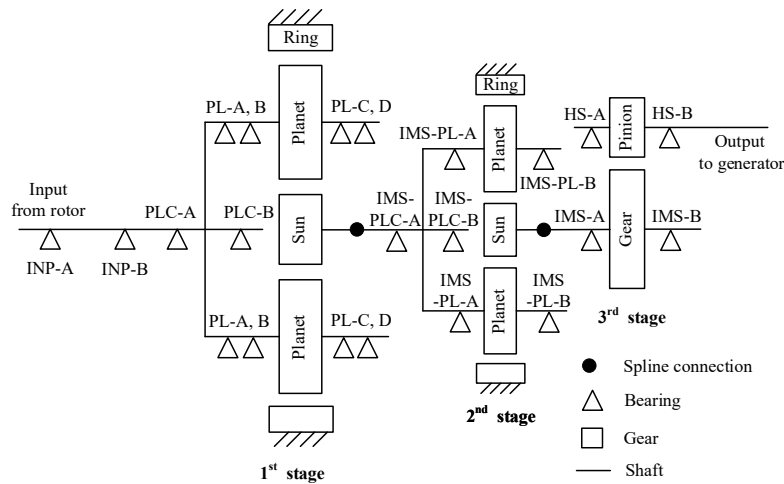 Ring
PL-A, B
Planet
PL-C, D
Input
from rotor
PLC-A
PLC-B
Sun
INP-A
INP-B
PL-A, B
Planet
PL-C, D
1st stage
Ring
IMS-PL-A
Planet
IMS-PL-B
IMS-
PLC-A
IMS-
PLC-B
Sun
IMS
-PL-A
Planet
IMS
-PL-B
2nd stage
HS-A
Pinion
HS-B
Output
to generator
IMS-A
Gear
IMS-B
3rd stage
Spline connection
Bearing
Gear
Shaft